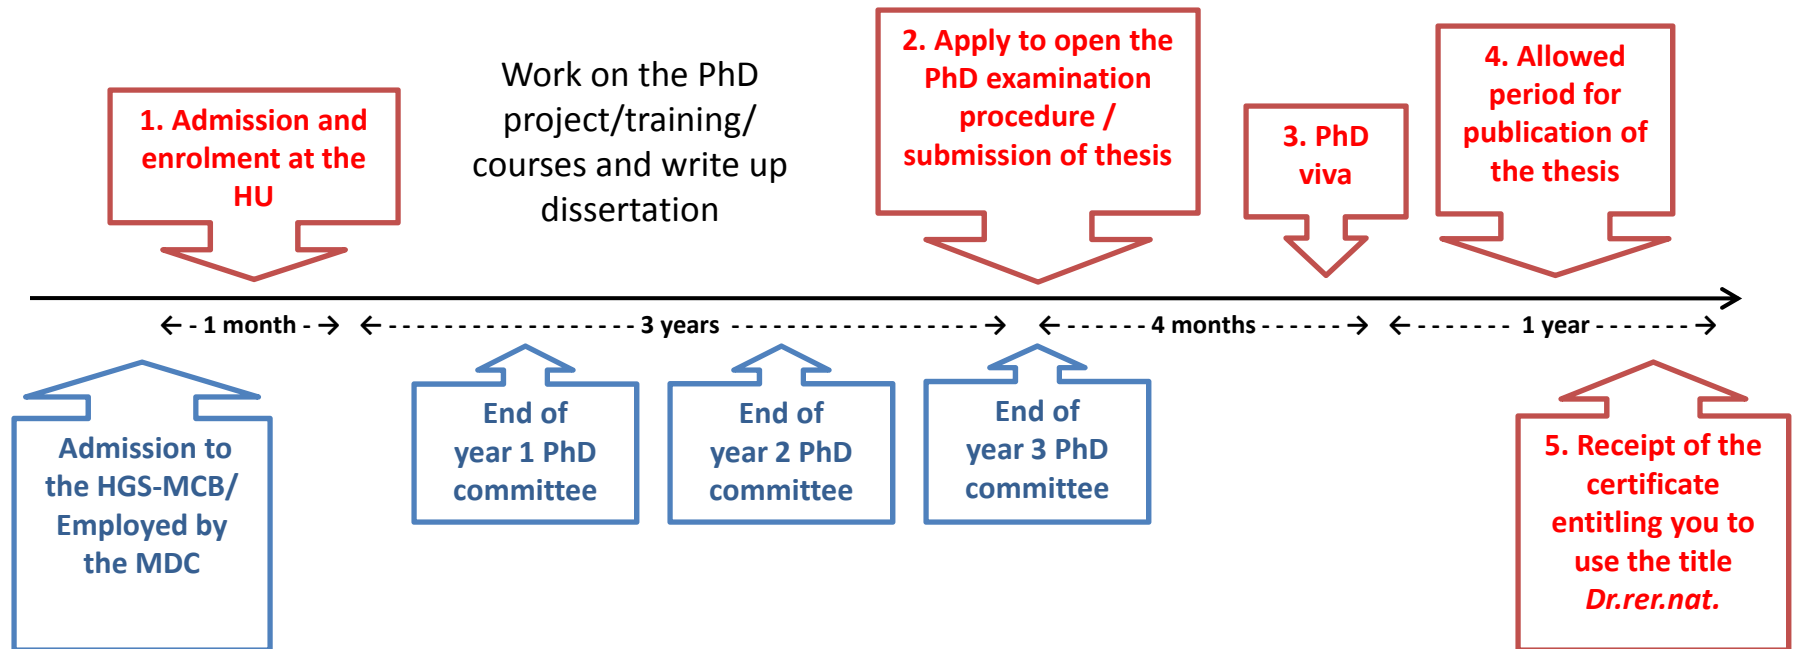 1. Admission and
enrolment at the
HU
Work on the PhD
project/training/
courses and write up
dissertation
2. Apply to open the
PhD examination
procedure /
submission of thesis
3. PhD
viva
4. Allowed
period for
publication of
the thesis
← - 1 month - → ← - - - - - - - - - - - - - - - - 3 years - - - - - - - - - - - - - - - - → ← - - - - - - 4 months - - - - - - → ← - - - - - - - 1 year - - - - - - - →
Admission to
the HGS-MCB/
Employed by
the MDC
End of
year 1 PhD
committee
End of
year 2 PhD
committee
End of
year 3 PhD
committee
5. Receipt of the
certificate
entitling you to
use the title
Dr.rer.nat.